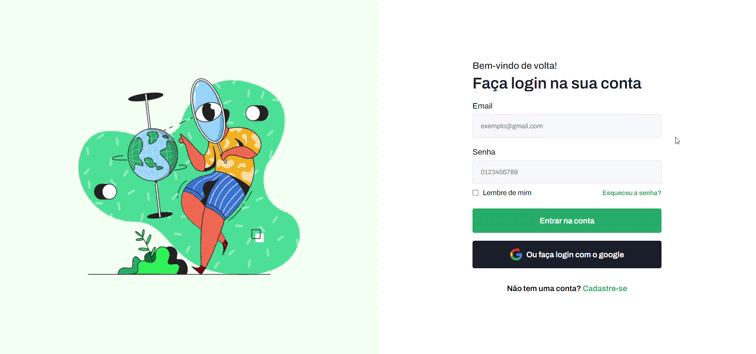 Bem-vindo de volta!
Faça login na sua conta
Email
exemplo@gmail.com
Senha
0123456789
Lembre de mim
Esqueceu a senha?
Entrar na conta
Ou faça login com o google
Não tem uma conta? Cadastre-se